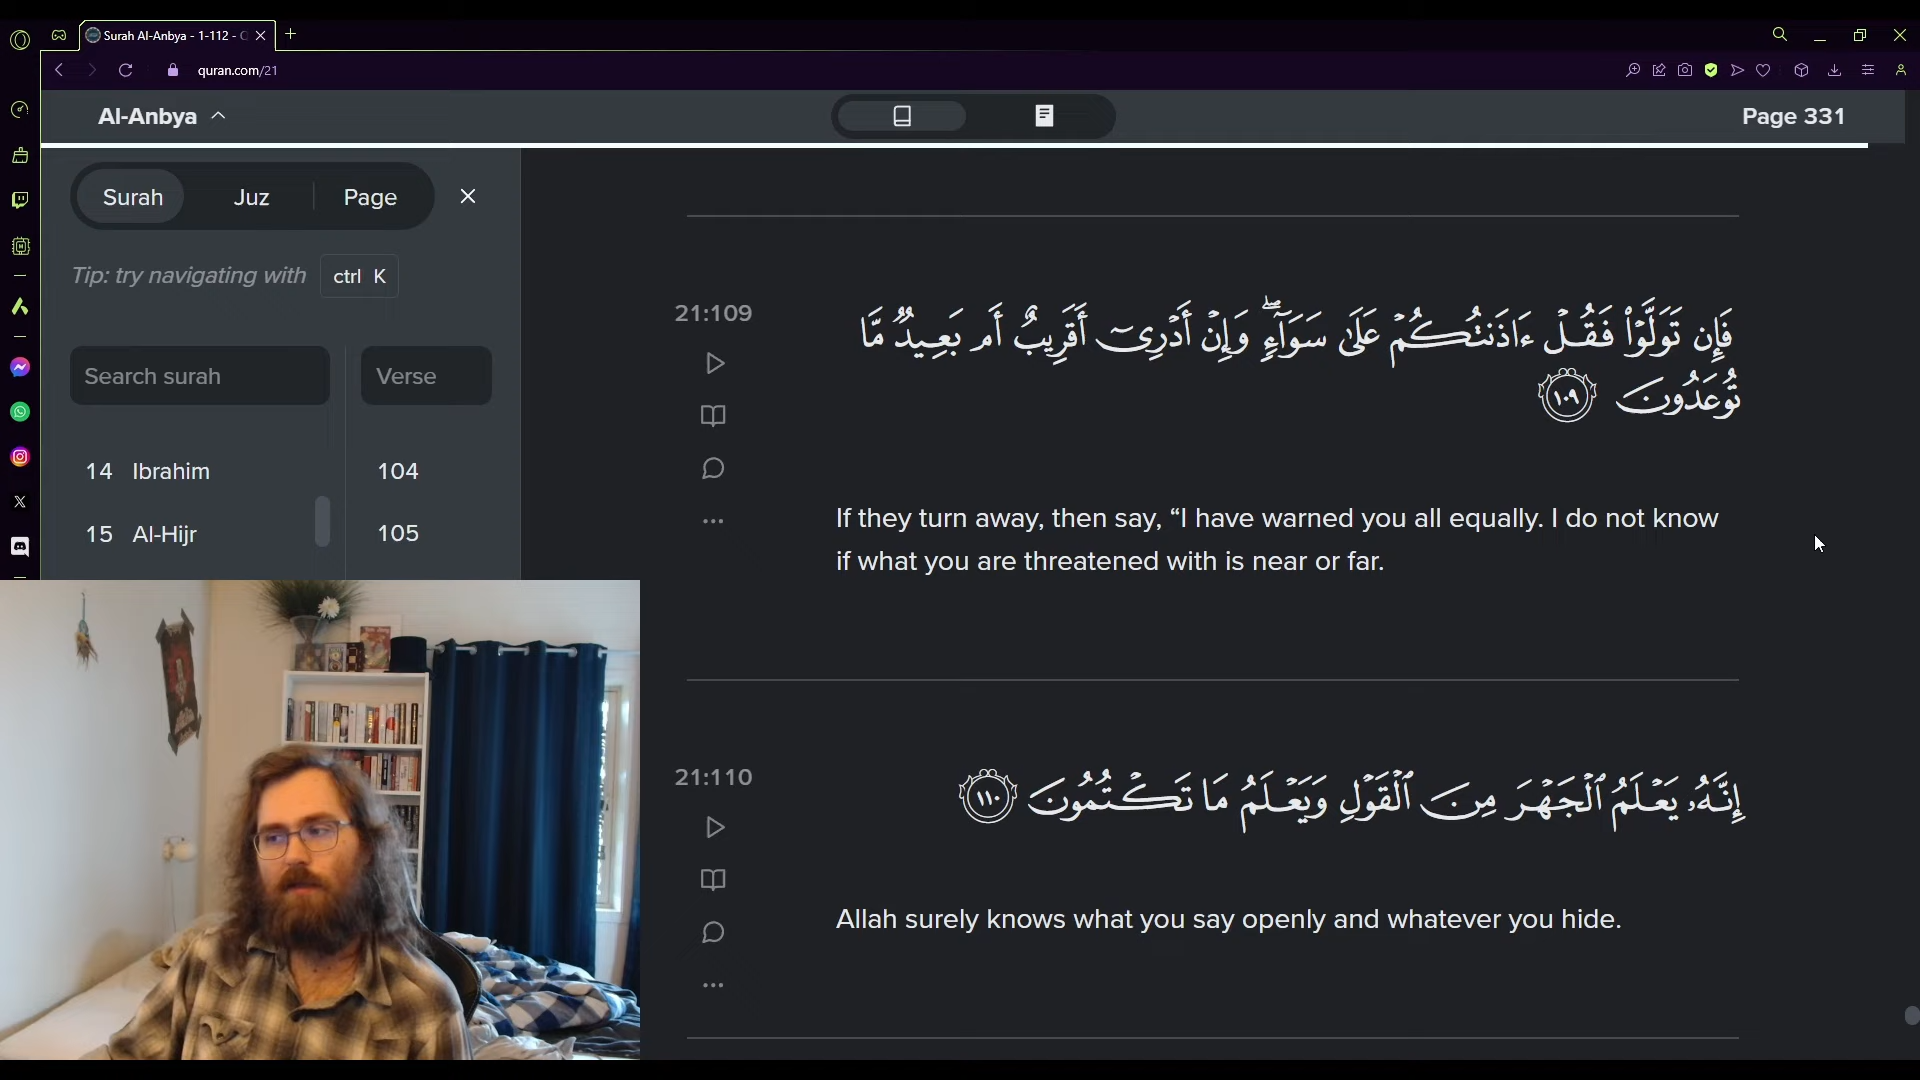 Surah Al-Anbya - 1-112 -
quran.com/21
Al-Anbya
Page 331
Surah
Juz
Page
Tip: try navigating with
ctrl K
Search surah
Verse
14 Ibrahim
104
15 Al-Hijr
105
21:109
فَإِن تَوَلَّوْا۟ فَقُلْ ءَاذَنتُكُمْ عَلَىٰ سَوَآءٍۢ ۖ وَإِنْ أَدْرِىٓ أَقَرِيبٌ أَم بَعِيدٌۭ مَّا
تُوعَدُونَ ١٠٩
If they turn away, then say, “I have warned you all equally. I do not know
if what you are threatened with is near or far.
21:110
إِنَّهُۥ يَعْلَمُ ٱلْجَهْرَ مِنَ ٱلْقَوْلِ وَيَعْلَمُ مَا تَكْتُمُونَ ١١٠
Allah surely knows what you say openly and whatever you hide.